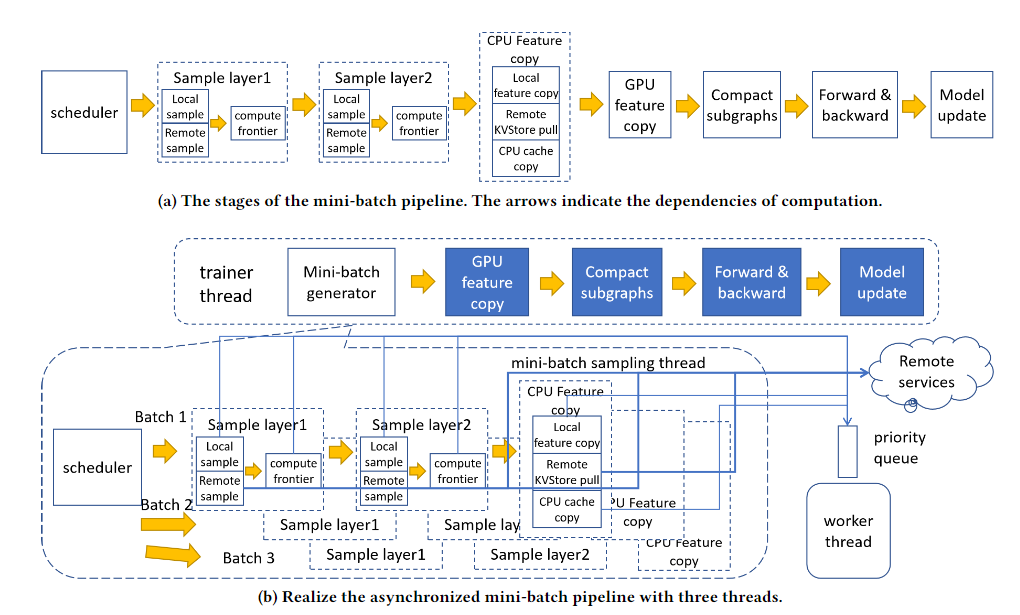 scheduler
Sample layer1
Local
sample
Remote
sample
compute
frontier
Sample layer2
Local
sample
Remote
sample
compute
frontier
CPU Feature
copy
Local
feature copy
Remote
KVStore pull
CPU cache
copy
GPU
feature
copy
Compact
subgraphs
Forward &
backward
Model
update
(a) The stages of the mini-batch pipeline. The arrows indicate the dependencies of computation.
trainer
thread
Mini-batch
generator
GPU
feature
copy
Compact
subgraphs
Forward &
backward
Model
update
mini-batch sampling thread
Remote
services
priority
queue
worker
thread
scheduler
Batch 1
Sample layer1
Local
sample
Remote
sample
compute
frontier
Sample layer2
Local
sample
Remote
sample
compute
frontier
CPU Feature
copy
Local
feature copy
Remote
KVStore pull
CPU cache
copy
Batch 2
Sample layer1
Sample lay
PU Feature
copy
Batch 3
Sample layer1
Sample layer2
CPU Feature
copy
(b) Realize the asynchronized mini-batch pipeline with three threads.